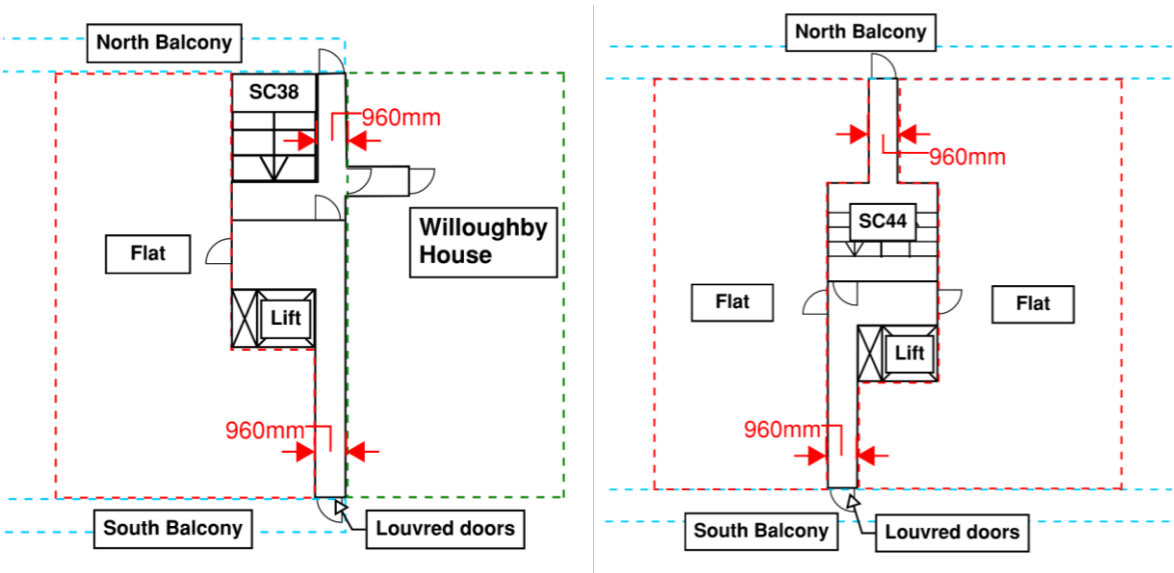 North Balcony
SC38
960mm
Willoughby
House
Flat
Lift
960mm
South Balcony
Louvred doors
North Balcony
960mm
SC44
Flat
Flat
Lift
960mm
South Balcony
Louvred doors